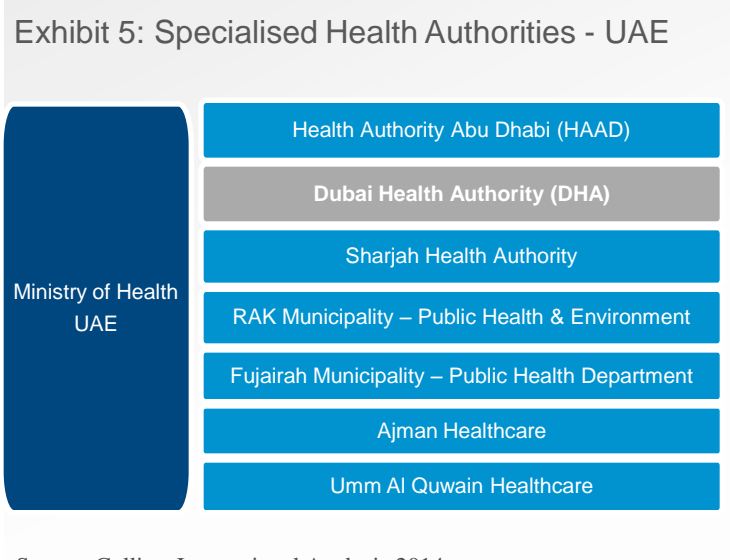 Exhibit 5: Specialised Health Authorities - UAE
Ministry of Health
UAE
Health Authority Abu Dhabi (HAAD)
Dubai Health Authority (DHA)
Sharjah Health Authority
RAK Municipality – Public Health & Environment
Fujairah Municipality – Public Health Department
Ajman Healthcare
Umm Al Quwain Healthcare